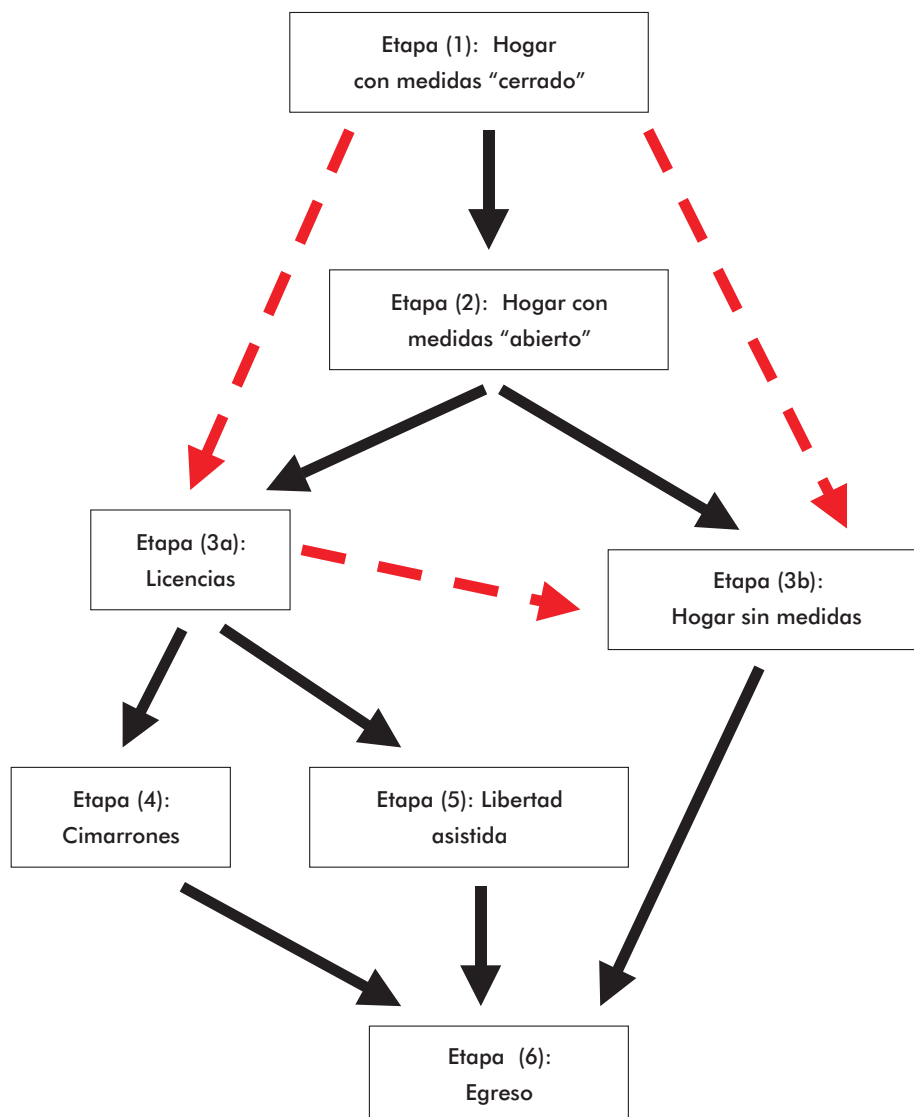 Etapa (1):  Hogar
con medidas “cerrado”
Etapa (2):  Hogar con
medidas “abierto”
Etapa (3a):
Licencias
Etapa (3b):
Hogar sin medidas
Etapa (4):
Cimarrones
Etapa (5): Libertad
asistida
Etapa  (6):
Egreso